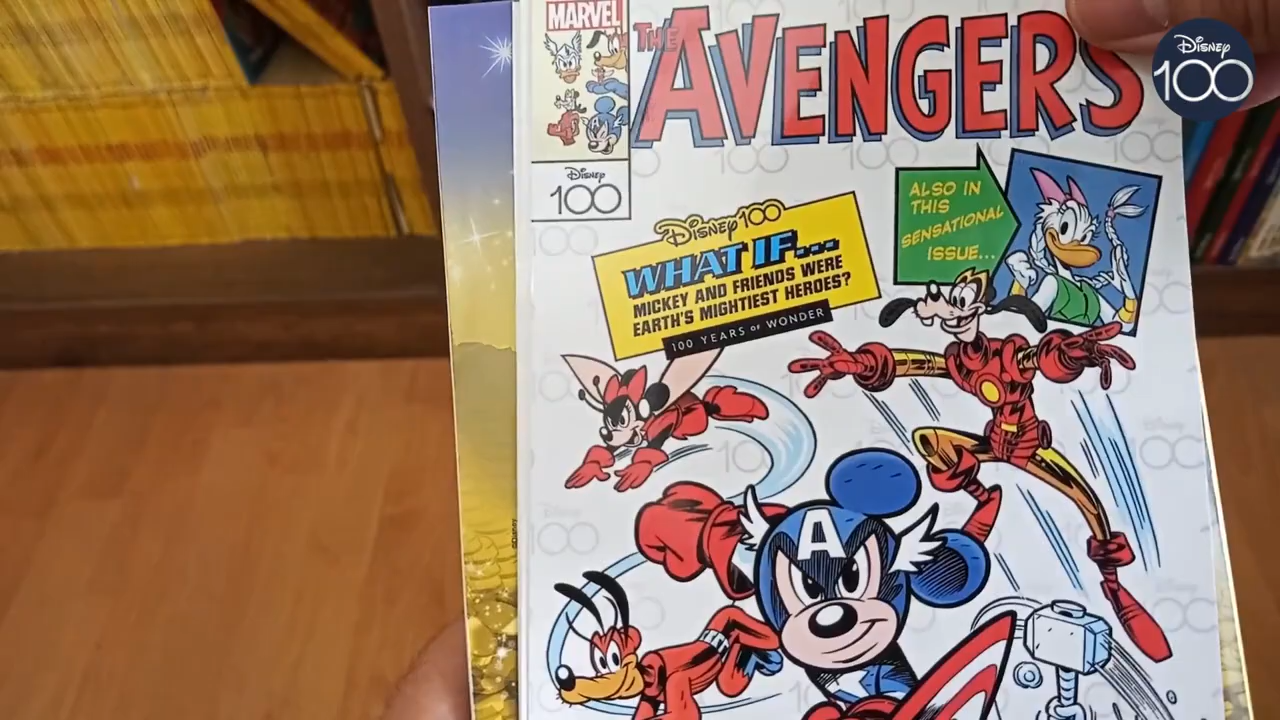 MARVEL
THE AVENGERS
Disney
100
Disney
100
Disney 100
WHAT IF...
MICKEY AND FRIENDS WERE
EARTH'S MIGHTIEST HEROES?
100 YEARS OF WONDER
ALSO IN
THIS
SENSATIONAL
ISSUE...
A
©DISNEY